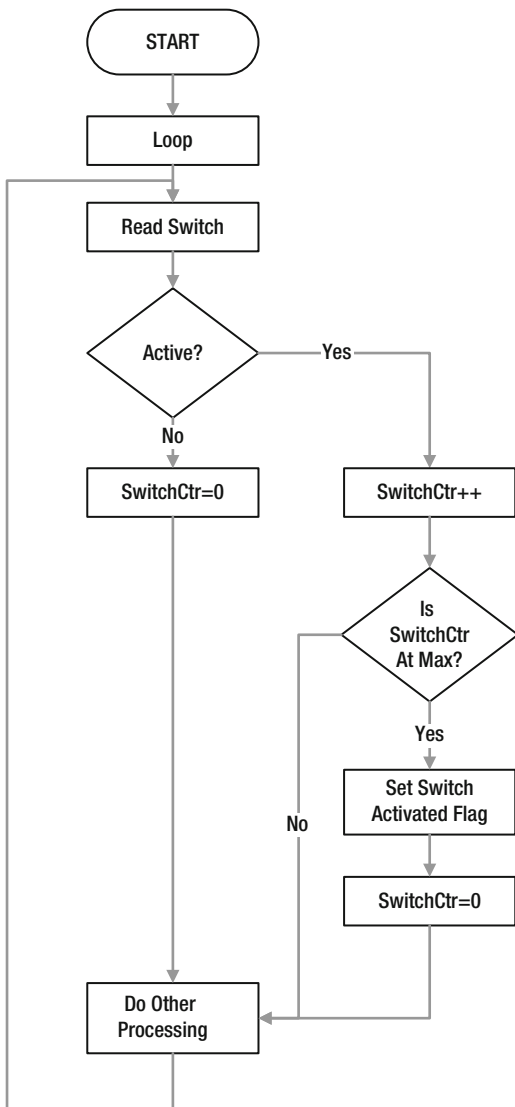 START
Loop
Read Switch
Active?
Yes
No
SwitchCtr=0
SwitchCtr++
Is
SwitchCtr
At Max?
Yes
No
Set Switch
Activated Flag
SwitchCtr=0
Do Other
Processing